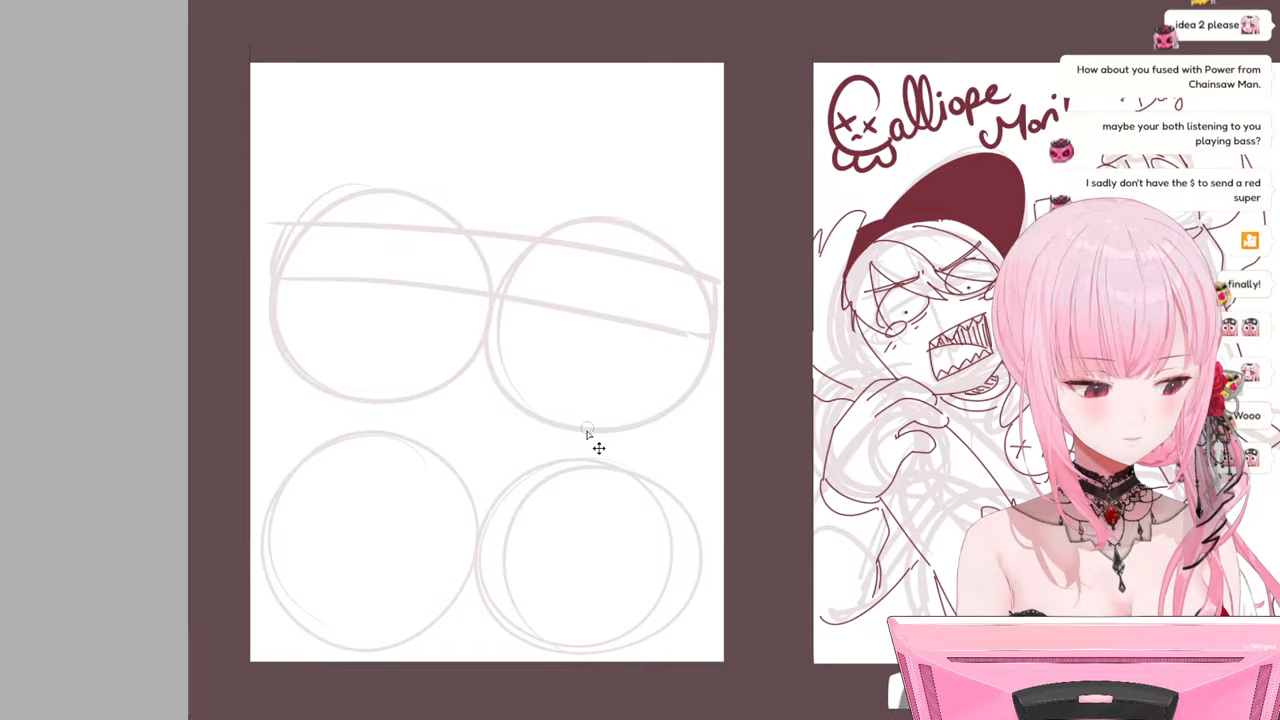 idea 2 please
How about you fused with Power from
Chainsaw Man.
Calliope
Mori
maybe your both listening to you
playing bass?
I sadly don't have the $ to send a red
super
finally!
Wooo